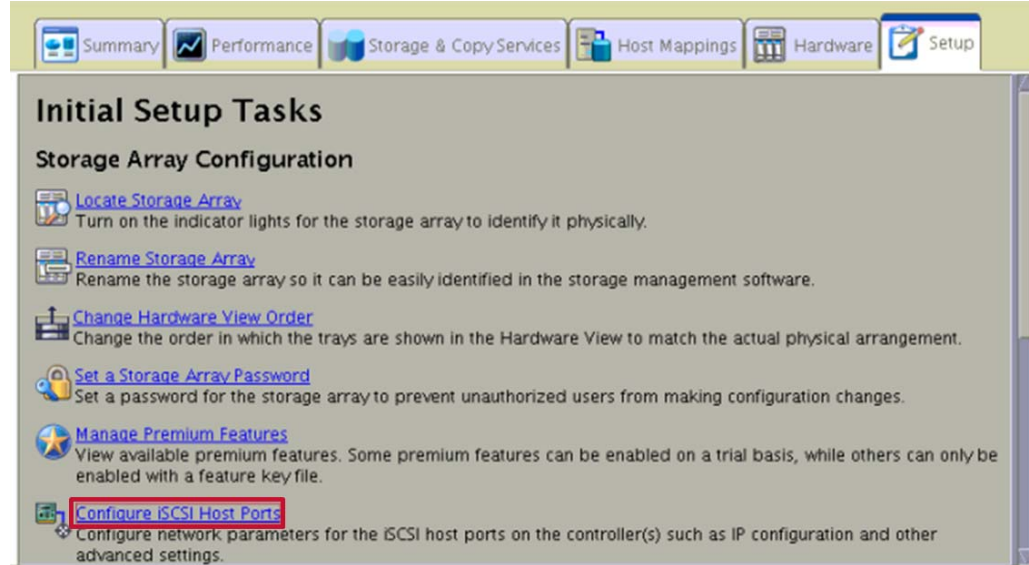 Summary Performance Storage & Copy Services Host Mappings Hardware Setup
Initial Setup Tasks
Storage Array Configuration
Locate Storage Array
Turn on the indicator lights for the storage array to identify it physically.
Rename Storage Array
Rename the storage array so it can be easily identified in the storage management software.
Change Hardware View Order
Change the order in which the trays are shown in the Hardware View to match the actual physical arrangement.
Set a Storage Array Password
Set a password for the storage array to prevent unauthorized users from making configuration changes.
Manage Premium Features
View available premium features. Some premium features can be enabled on a trial basis, while others can only be
enabled with a feature key file.
Configure iSCSI Host Ports
Configure network parameters for the iSCSI host ports on the controller(s) such as IP configuration and other
advanced settings.